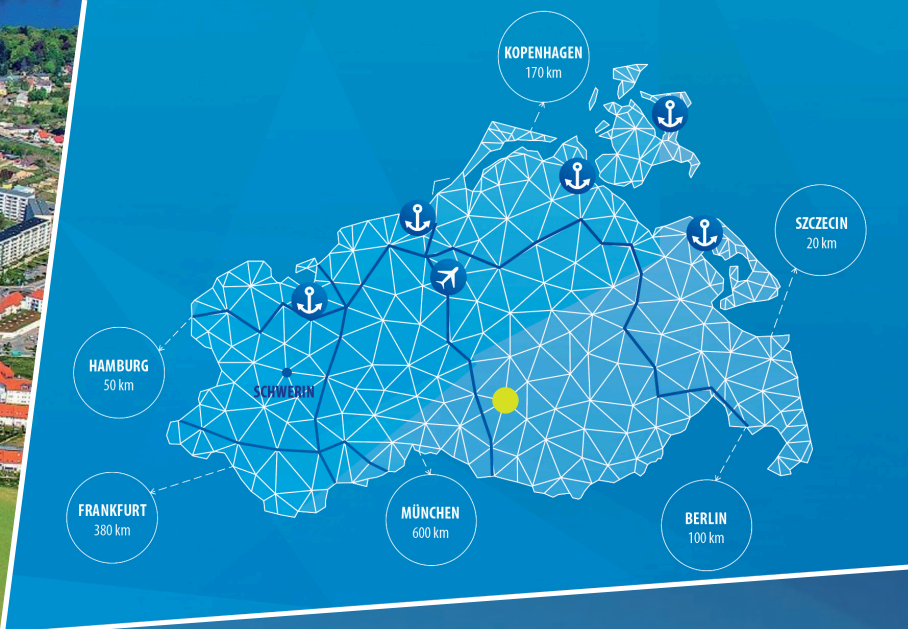 KOPENHAGEN
170 km
SZCZECIN
20 km
HAMBURG
50 km
SCHWERIN
FRANKFURT
380 km
MÜNCHEN
600 km
BERLIN
100 km